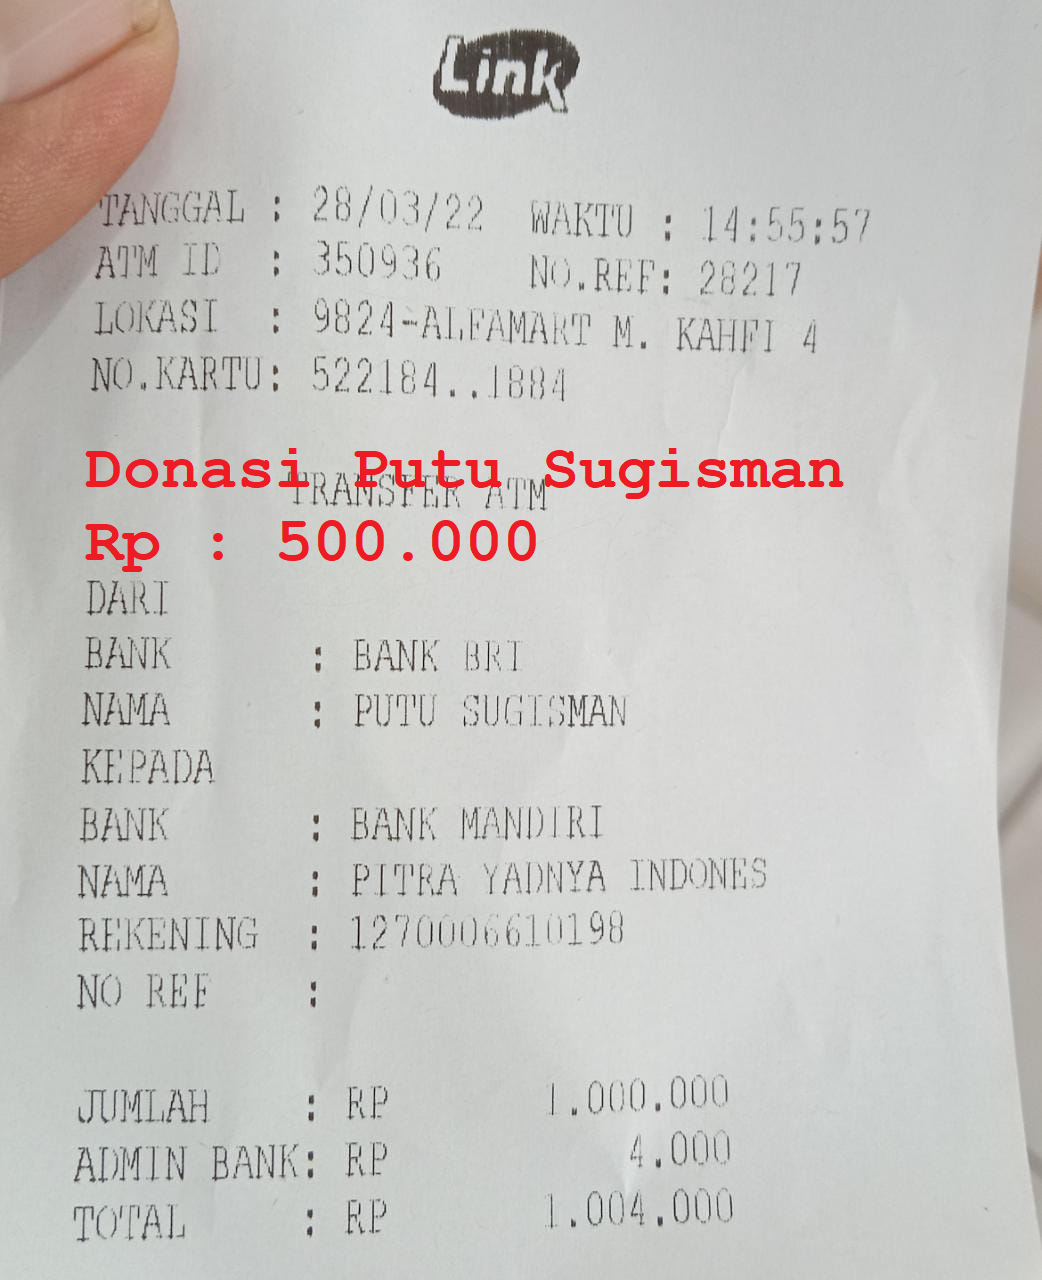 Link
TANGGAL : 28/03/22 WAKTU : 14:55:57
ATM ID : 350936 NO.REF: 28217
LOKASI : 9824-ALFAMART M. KAHFI 4
NO.KARTU: 522184..1884
Donasi Putu Sugisman
TRANSFER ATM
Rp : 500.000
DARI
BANK : BANK BRI
NAMA : PUTU SUGISMAN
KEPADA
BANK : BANK MANDIRI
NAMA : PITRA YADNYA INDONES
REKENING : 1270006610198
NO REF :
JUMLAH : RP 1.000.000
ADMIN BANK: RP 4.000
TOTAL : RP 1.004.000